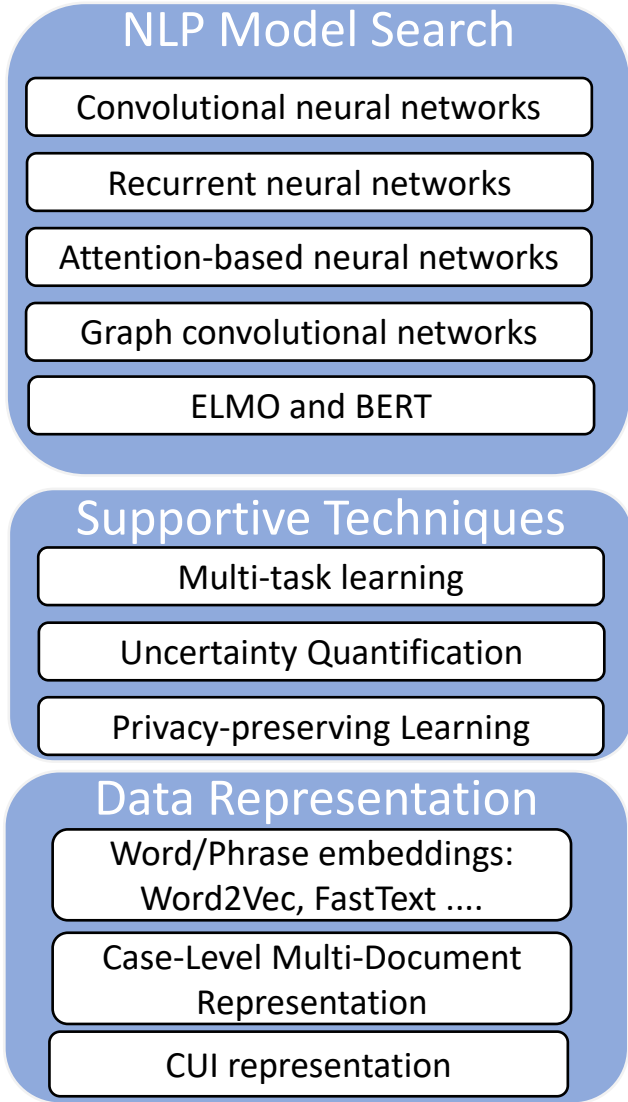 NLP Model Search
Convolutional neural networks
Recurrent neural networks
Attention-based neural networks
Graph convolutional networks
ELMO and BERT
Supportive Techniques
Multi-task learning
Uncertainty Quantification
Privacy-preserving Learning
Data Representation
Word/Phrase embeddings:
Word2Vec, FastText ....
Case-Level Multi-Document
Representation
CUI representation